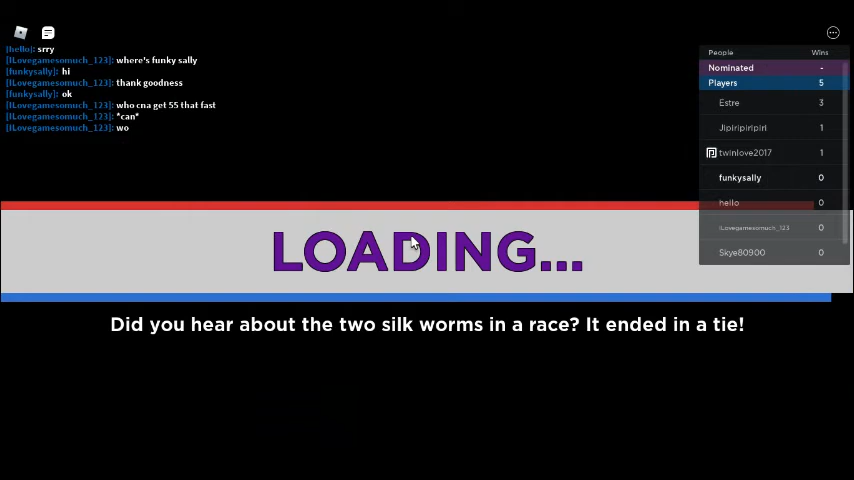 [hello]: srry
[ILovegamesomuch_123]: where's funky sally
[funkysally]: hi
[ILovegamesomuch_123]: thank goodness
[funkysally]: ok
[ILovegamesomuch_123]: who cna get 55 that fast
[ILovegamesomuch_123]: *can*
[ILovegamesomuch_123]: wo
People Wins
Nominated -
Players 5
Estre 3
Jipiripiripiri 1
twinlove2017 1
funkysally 0
hello 0
ILovegamesomuch_123 0
Skye80900 0
LOADING...
Did you hear about the two silk worms in a race? It ended in a tie!